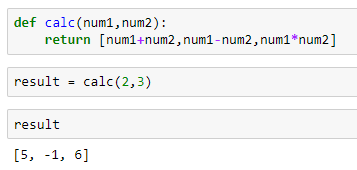 def calc(num1,num2):
    return [num1+num2,num1-num2,num1*num2]
result = calc(2,3)
result
[5, -1, 6]